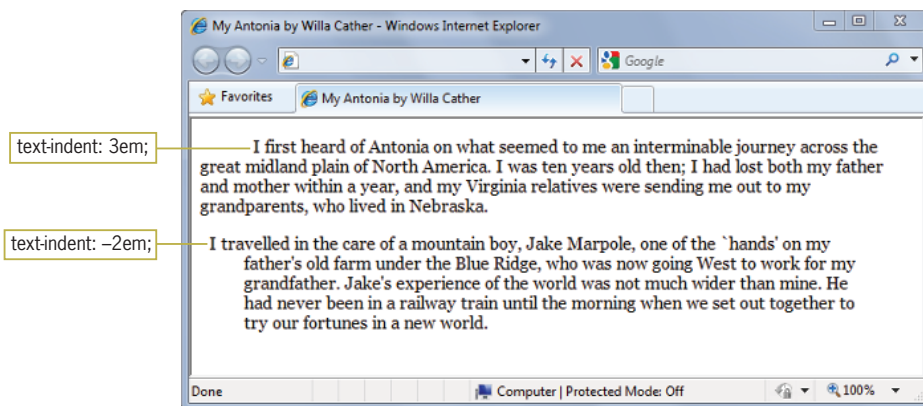 My Antonia by Willa Cather - Windows Internet Explorer
Google
Favorites
My Antonia by Willa Cather
text-indent: 3em;
I first heard of Antonia on what seemed to me an interminable journey across the
great midland plain of North America. I was ten years old then; I had lost both my father
and mother within a year, and my Virginia relatives were sending me out to my
grandparents, who lived in Nebraska.
text-indent: –2em;
I travelled in the care of a mountain boy, Jake Marpole, one of the `hands' on my
father's old farm under the Blue Ridge, who was now going West to work for my
grandfather. Jake's experience of the world was not much wider than mine. He
had never been in a railway train until the morning when we set out together to
try our fortunes in a new world.
Done
Computer | Protected Mode: Off
100%